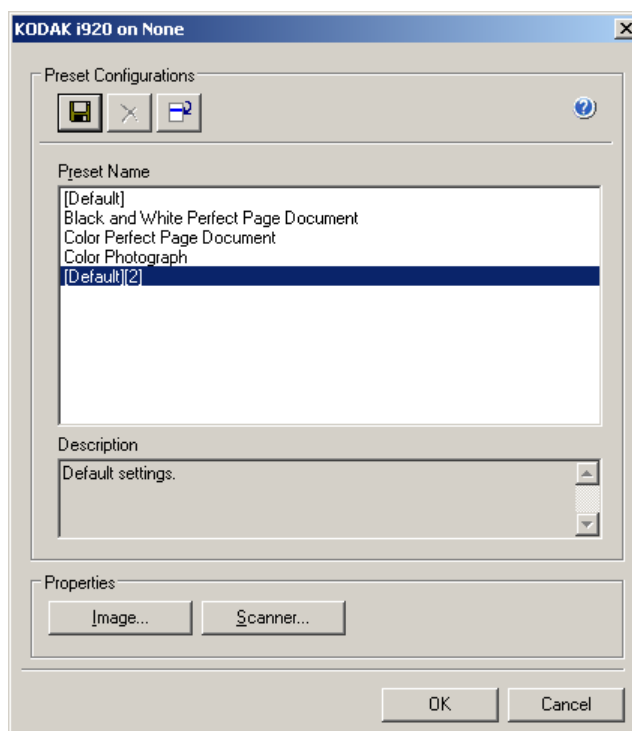 KODAK i920 on None
Preset Configurations
Preset Name
[Default]
Black and White Perfect Page Document
Color Perfect Page Document
Color Photograph
[Default][2]
Description
Default settings.
Properties
Image...
Scanner...
OK
Cancel